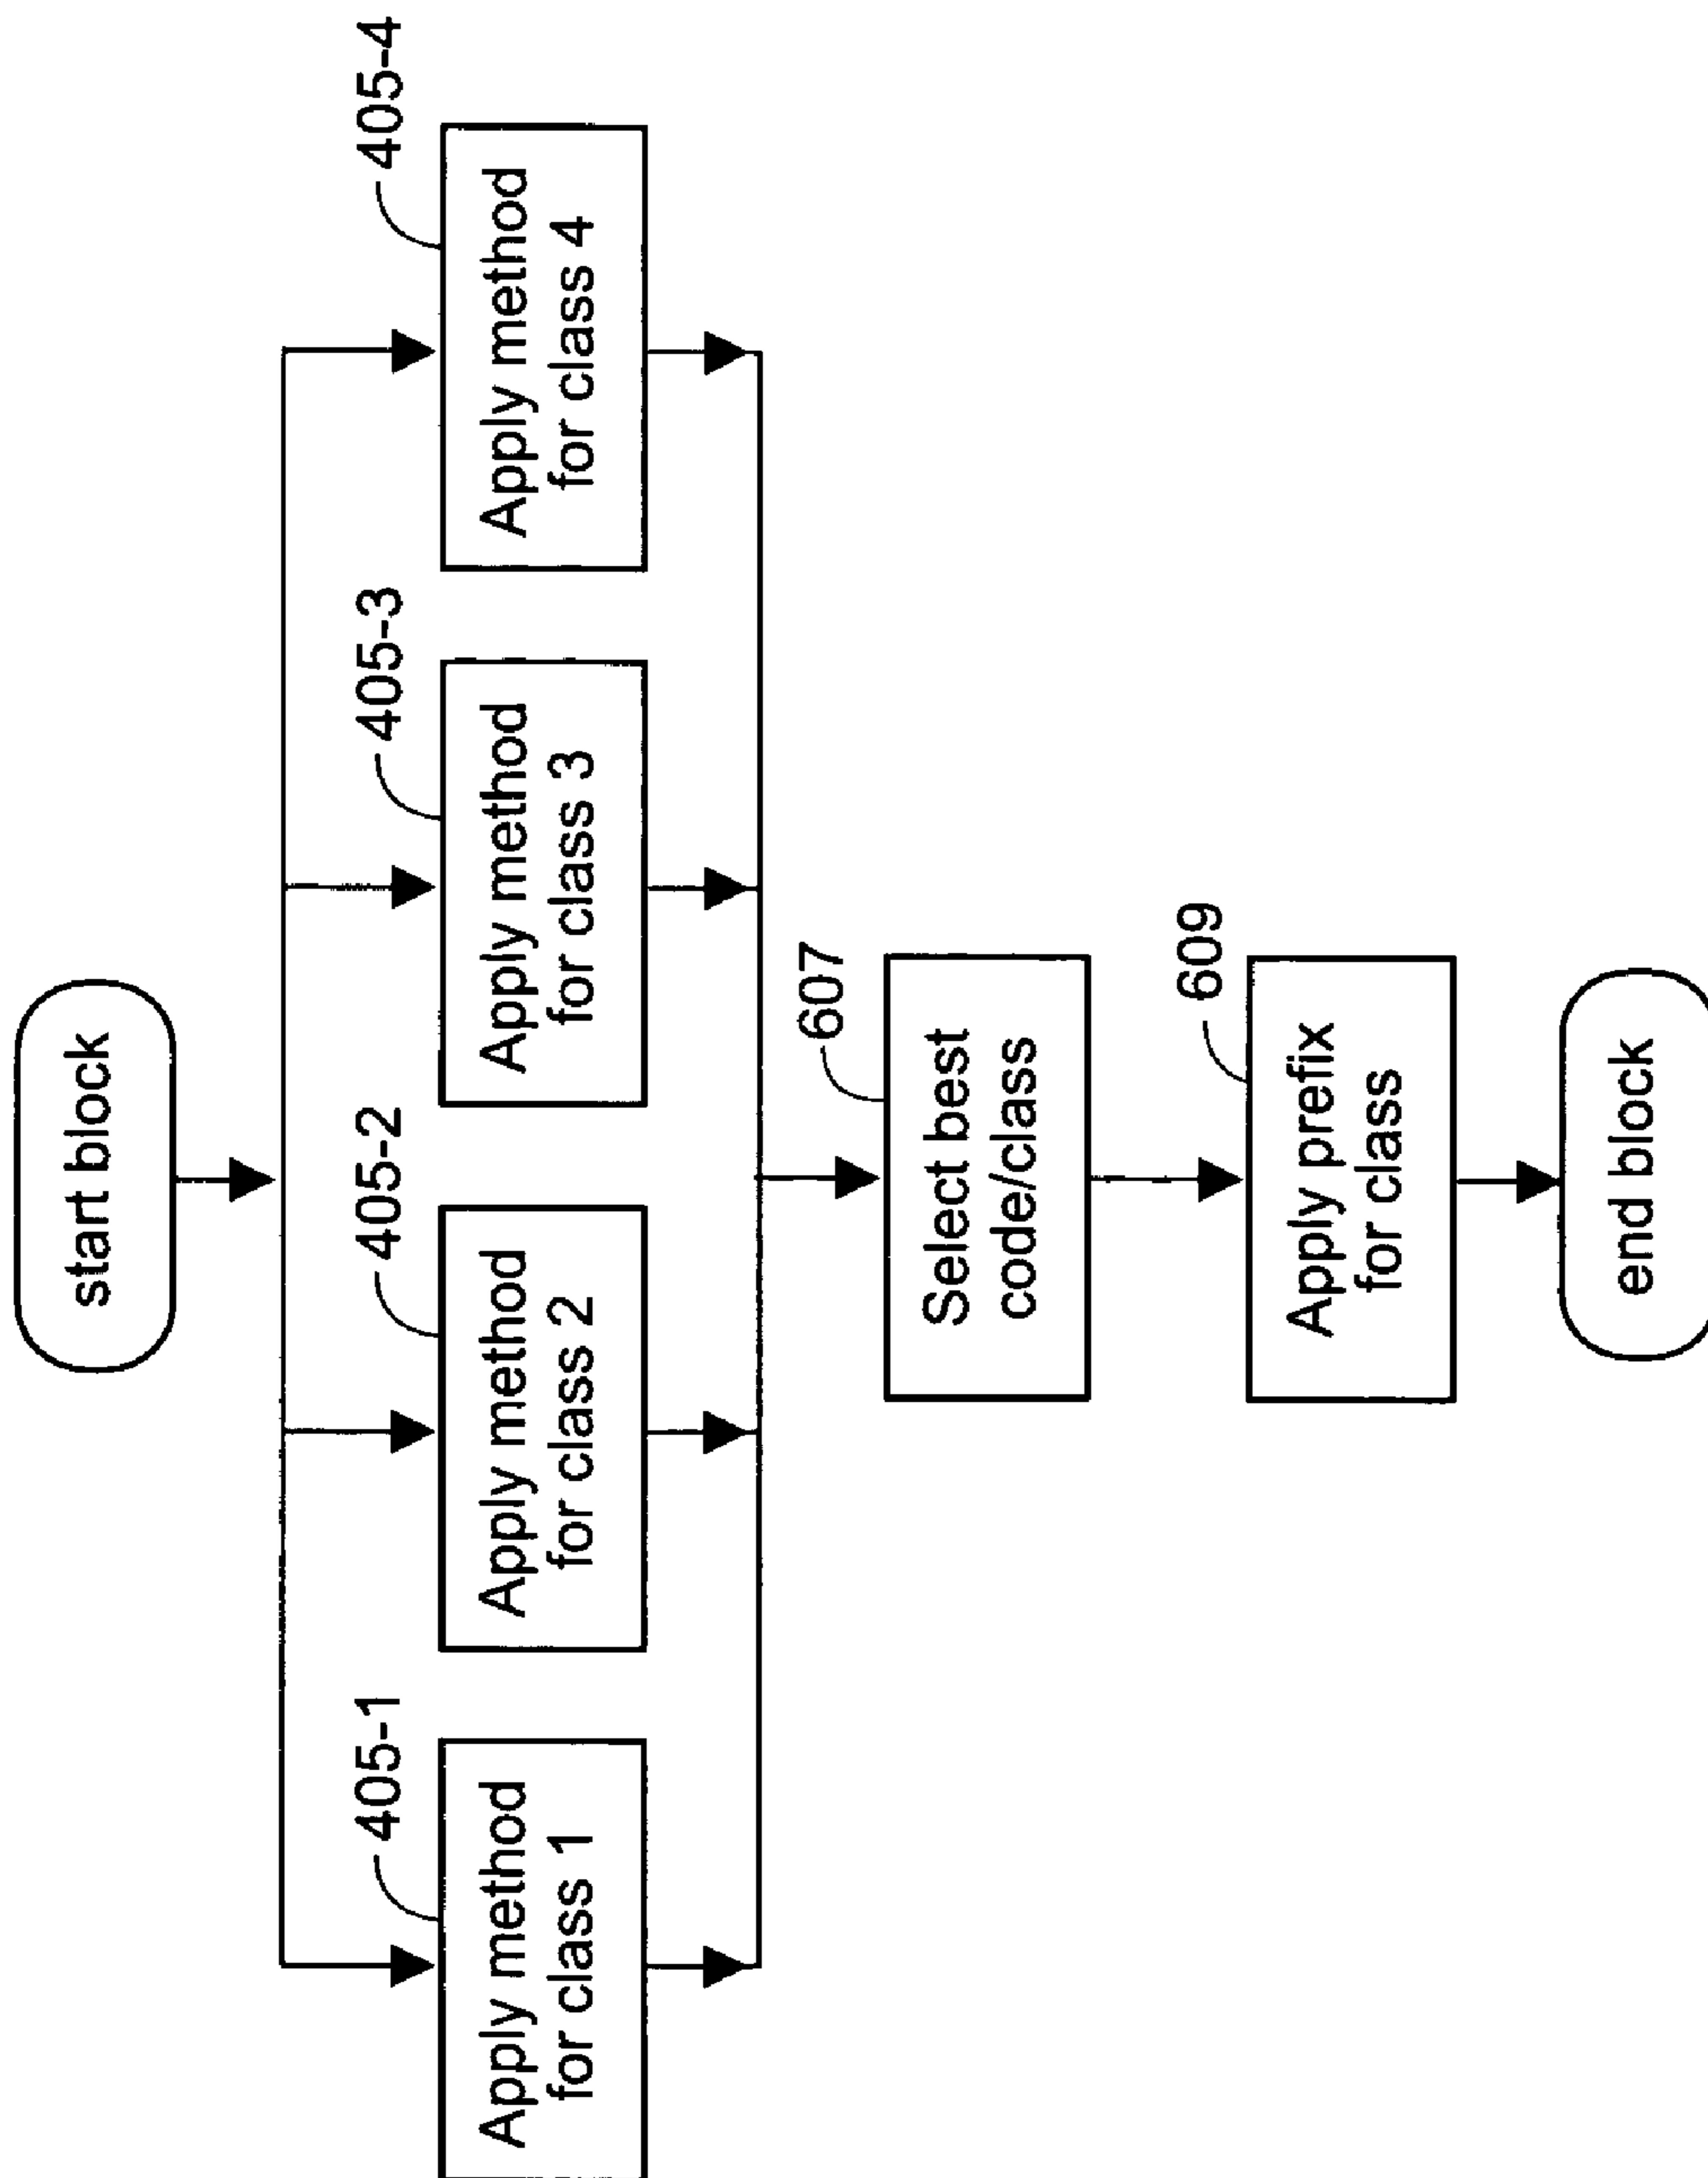 start block
405-1
Apply method
for class 1
405-2
Apply method
for class 2
405-3
Apply method
for class 3
405-4
Apply method
for class 4
607
Select best
code/class
609
Apply prefix
for class
end block